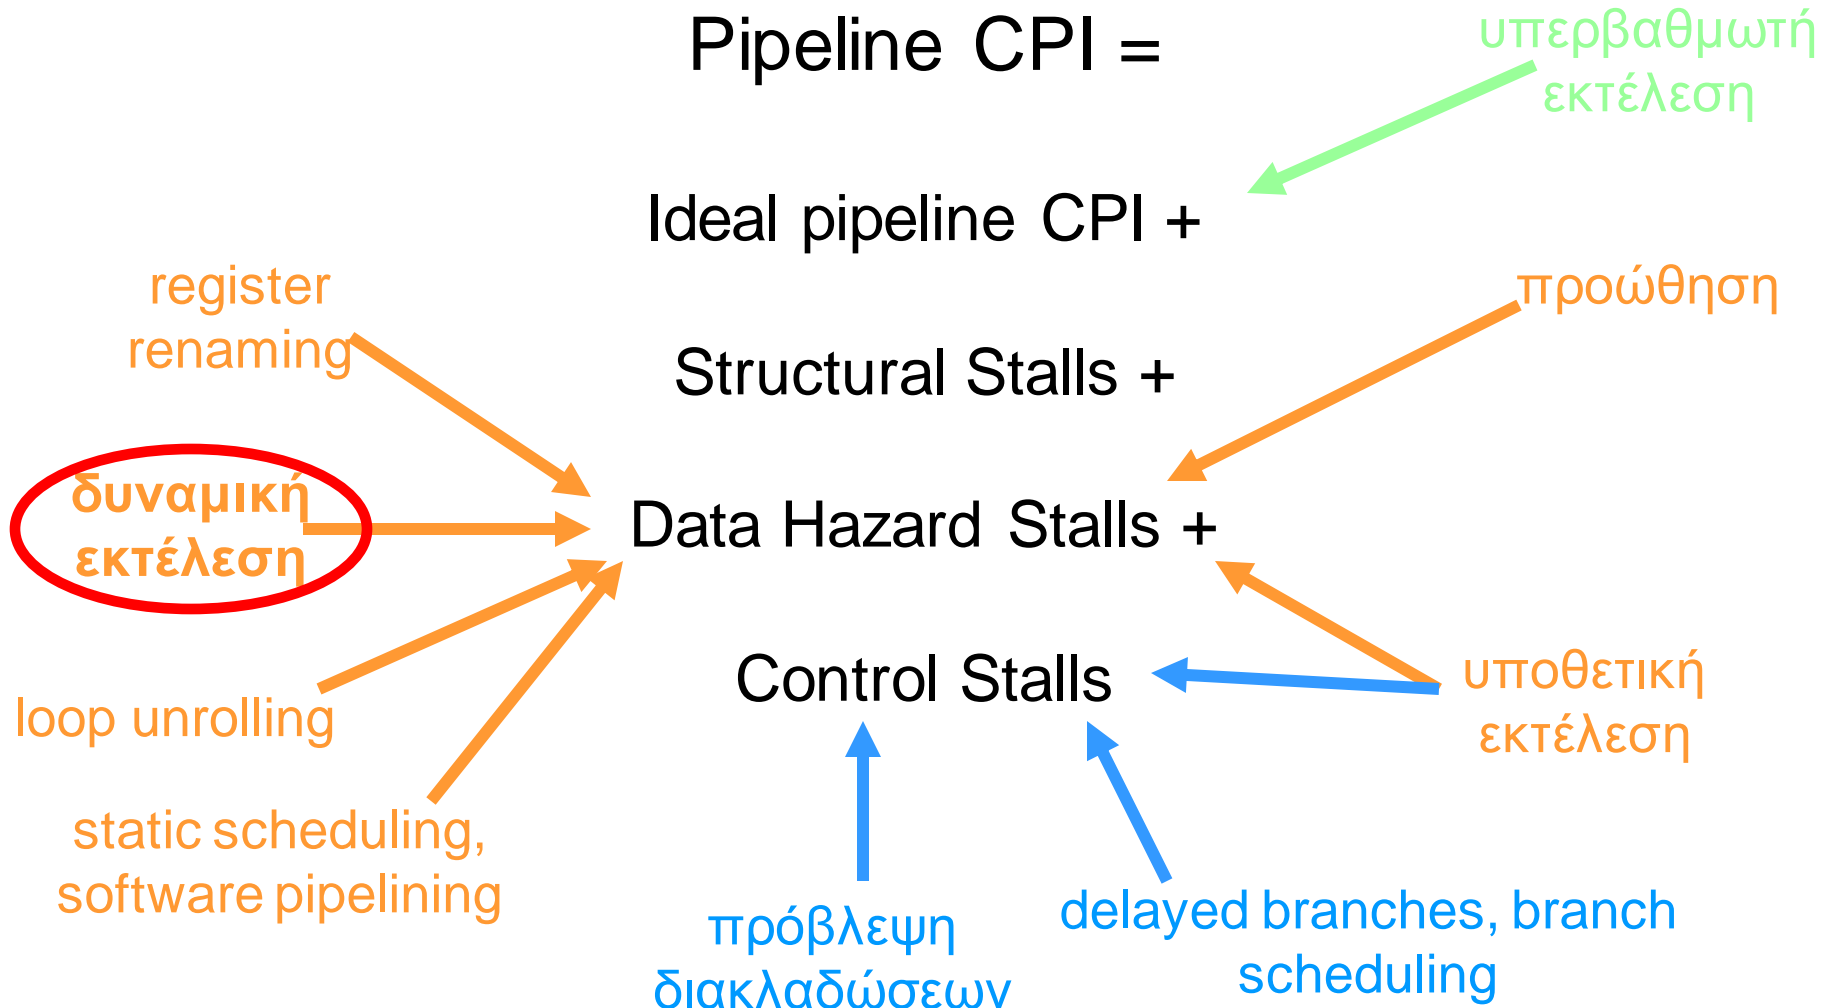 Pipeline CPI =
υπερβαθμωτή
εκτέλεση
Ideal pipeline CPI +
register
renaming
προώθηση
Structural Stalls +
δυναμική
εκτέλεση
Data Hazard Stalls +
Control Stalls
υποθετική
εκτέλεση
loop unrolling
static scheduling,
software pipelining
πρόβλεψη
διακλαδώσεων
delayed branches, branch
scheduling